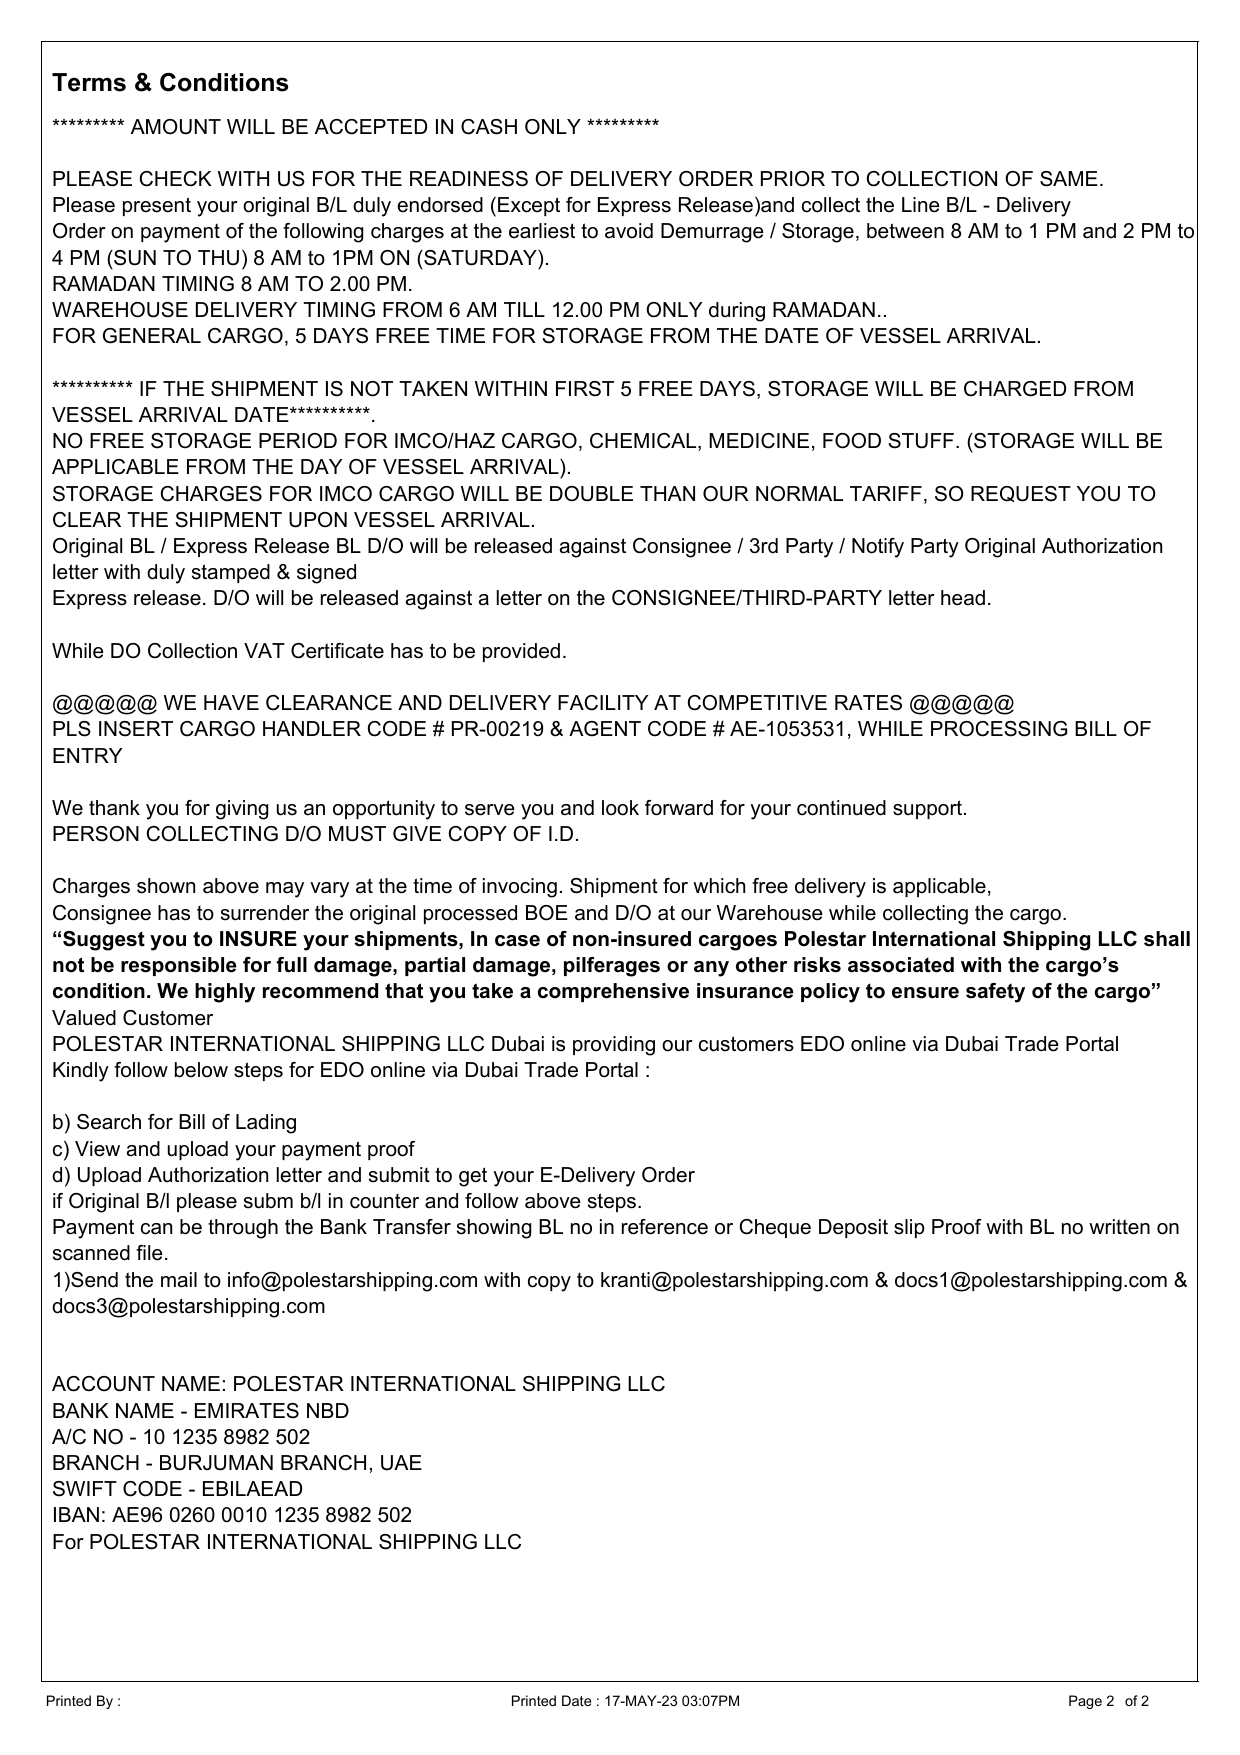 Terms & Conditions
********* AMOUNT WILL BE ACCEPTED IN CASH ONLY *********
PLEASE CHECK WITH US FOR THE READINESS OF DELIVERY ORDER PRIOR TO COLLECTION OF SAME.
Please present your original B/L duly endorsed (Except for Express Release)and collect the Line B/L - Delivery
Order on payment of the following charges at the earliest to avoid Demurrage / Storage, between 8 AM to 1 PM and 2 PM to
4 PM (SUN TO THU) 8 AM to 1PM ON (SATURDAY).
RAMADAN TIMING 8 AM TO 2.00 PM.
WAREHOUSE DELIVERY TIMING FROM 6 AM TILL 12.00 PM ONLY during RAMADAN..
FOR GENERAL CARGO, 5 DAYS FREE TIME FOR STORAGE FROM THE DATE OF VESSEL ARRIVAL.
********** IF THE SHIPMENT IS NOT TAKEN WITHIN FIRST 5 FREE DAYS, STORAGE WILL BE CHARGED FROM
VESSEL ARRIVAL DATE**********.
NO FREE STORAGE PERIOD FOR IMCO/HAZ CARGO, CHEMICAL, MEDICINE, FOOD STUFF. (STORAGE WILL BE
APPLICABLE FROM THE DAY OF VESSEL ARRIVAL).
STORAGE CHARGES FOR IMCO CARGO WILL BE DOUBLE THAN OUR NORMAL TARIFF, SO REQUEST YOU TO
CLEAR THE SHIPMENT UPON VESSEL ARRIVAL.
Original BL / Express Release BL D/O will be released against Consignee / 3rd Party / Notify Party Original Authorization
letter with duly stamped & signed
Express release. D/O will be released against a letter on the CONSIGNEE/THIRD-PARTY letter head.
While DO Collection VAT Certificate has to be provided.
@@@@@ WE HAVE CLEARANCE AND DELIVERY FACILITY AT COMPETITIVE RATES @@@@@
PLS INSERT CARGO HANDLER CODE # PR-00219 & AGENT CODE # AE-1053531, WHILE PROCESSING BILL OF
ENTRY
We thank you for giving us an opportunity to serve you and look forward for your continued support.
PERSON COLLECTING D/O MUST GIVE COPY OF I.D.
Charges shown above may vary at the time of invocing. Shipment for which free delivery is applicable,
Consignee has to surrender the original processed BOE and D/O at our Warehouse while collecting the cargo.
“Suggest you to INSURE your shipments, In case of non-insured cargoes Polestar International Shipping LLC shall
not be responsible for full damage, partial damage, pilferages or any other risks associated with the cargo’s
condition. We highly recommend that you take a comprehensive insurance policy to ensure safety of the cargo”
Valued Customer
POLESTAR INTERNATIONAL SHIPPING LLC Dubai is providing our customers EDO online via Dubai Trade Portal
Kindly follow below steps for EDO online via Dubai Trade Portal :
b) Search for Bill of Lading
c) View and upload your payment proof
d) Upload Authorization letter and submit to get your E-Delivery Order
if Original B/l please subm b/l in counter and follow above steps.
Payment can be through the Bank Transfer showing BL no in reference or Cheque Deposit slip Proof with BL no written on
scanned file.
1)Send the mail to info@polestarshipping.com with copy to kranti@polestarshipping.com & docs1@polestarshipping.com &
docs3@polestarshipping.com
ACCOUNT NAME: POLESTAR INTERNATIONAL SHIPPING LLC
BANK NAME - EMIRATES NBD
A/C NO - 10 1235 8982 502
BRANCH - BURJUMAN BRANCH, UAE
SWIFT CODE - EBILAEAD
IBAN: AE96 0260 0010 1235 8982 502
For POLESTAR INTERNATIONAL SHIPPING LLC
Printed By : Printed Date : 17-MAY-23 03:07PM Page 2 of 2